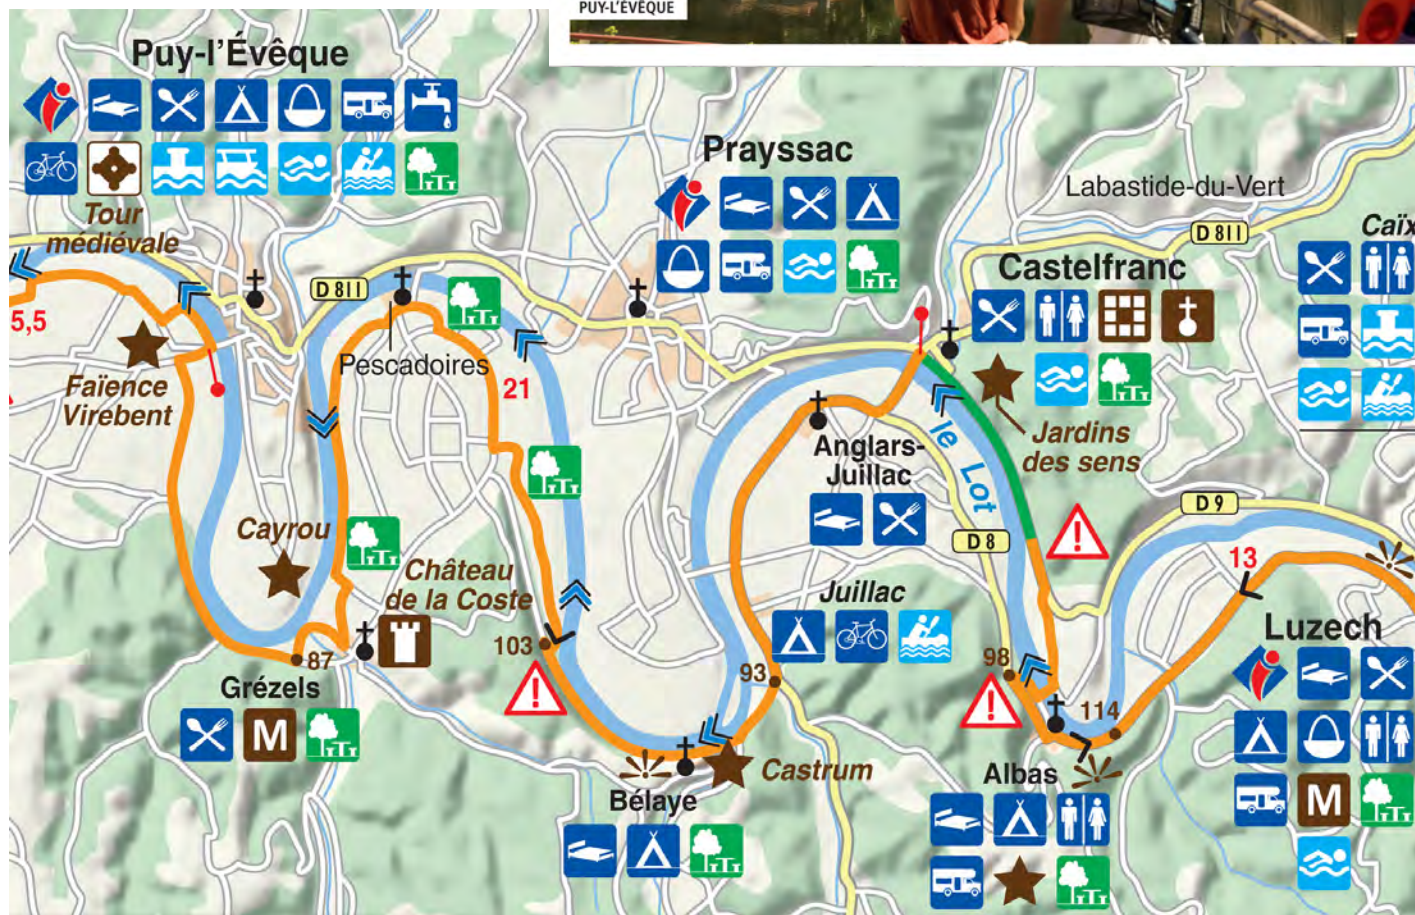 PUY-L'ÉVÊQUE
Puy-l'Évêque
Tour
médiévale
5,5
Faïence
Virebent
D 811
Pescadoires
21
Prayssac
Labastide-du-Vert
D 811
Castelfranc
Caïx
Jardins
des sens
le Lot
Anglars-
Juillac
D 8
D 9
13
Cayrou
Château
de la Coste
103
87
Grézels
M
Juillac
93
98
114
Luzech
M
Castrum
Bélaye
Albas